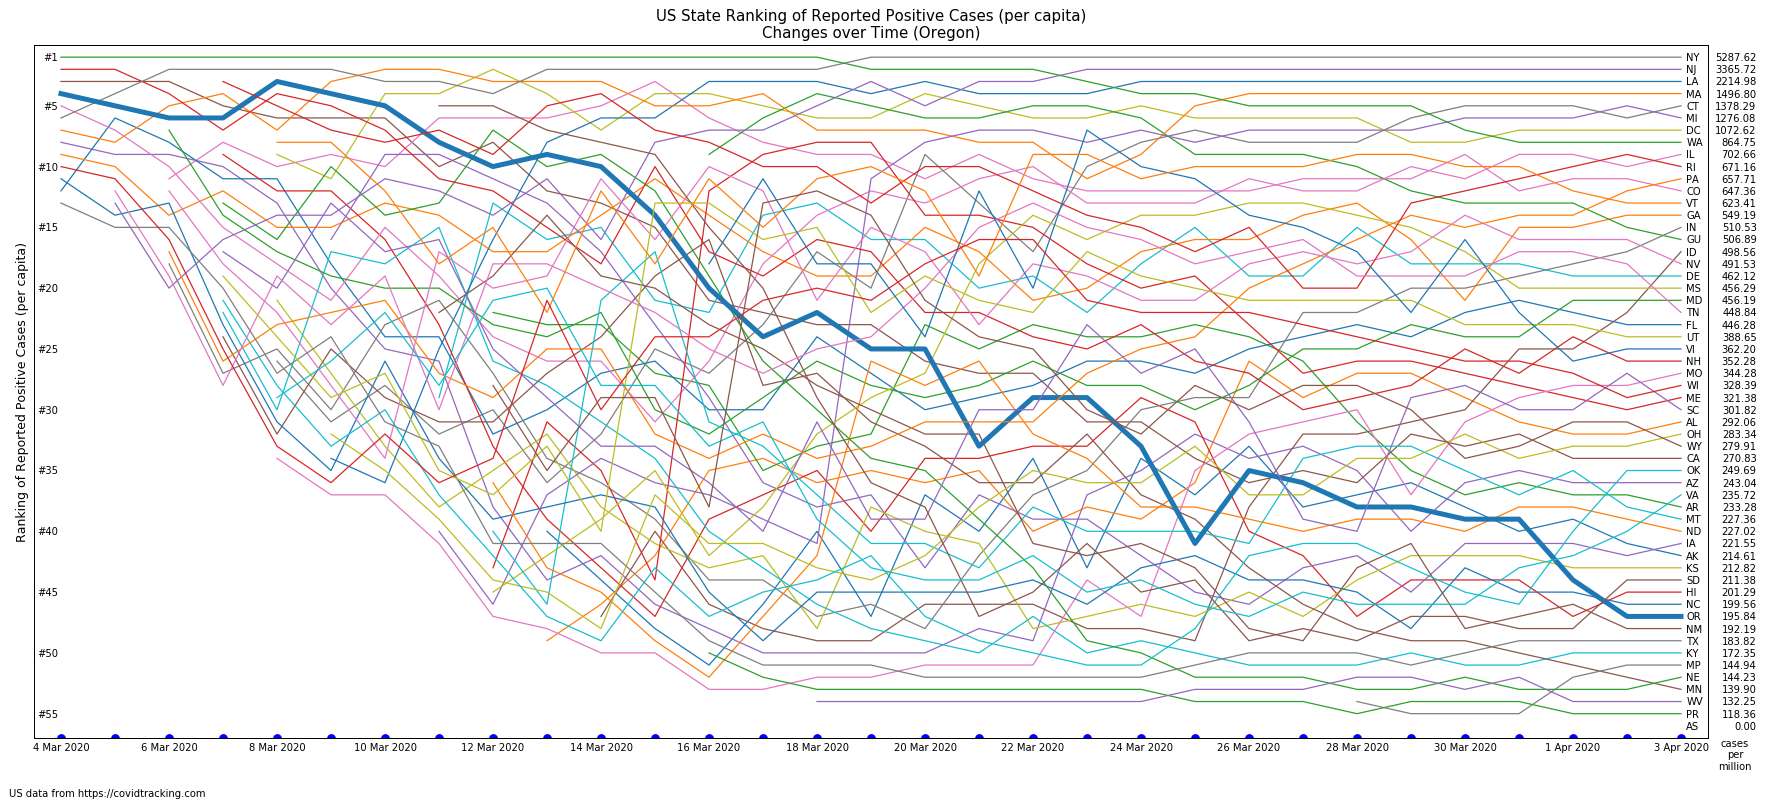 US State Ranking of Reported Positive Cases (per capita)
Changes over Time (Oregon)
Ranking of Reported Positive Cases (per capita)
#1
#5
#10
#15
#20
#25
#30
#35
#40
#45
#50
#55
NY 5287.62
NJ 3365.72
LA 2214.98
MA 1496.80
CT 1378.29
MI 1276.08
DC 1072.62
WA 864.75
IL 702.66
RI 671.16
PA 657.71
CO 647.36
VT 623.41
GA 549.19
IN 510.53
GU 506.89
ID 498.56
NV 491.53
DE 462.12
MS 456.29
MD 456.19
TN 448.84
FL 446.28
UT 388.65
VI 362.20
NH 352.28
MO 344.28
WI 328.39
ME 321.38
SC 301.82
AL 292.06
OH 283.34
WY 279.91
CA 270.83
OK 249.69
AZ 243.04
VA 235.72
AR 233.28
MT 227.36
ND 227.02
IA 221.55
AK 214.61
KS 212.82
SD 211.38
HI 201.29
NC 199.56
OR 195.84
NM 192.19
TX 183.82
KY 172.35
MP 144.94
NE 144.23
MN 139.90
WV 132.25
PR 118.36
AS 0.00
4 Mar 2020 6 Mar 2020 8 Mar 2020 10 Mar 2020 12 Mar 2020 14 Mar 2020 16 Mar 2020 18 Mar 2020 20 Mar 2020 22 Mar 2020 24 Mar 2020 26 Mar 2020 28 Mar 2020 30 Mar 2020 1 Apr 2020 3 Apr 2020
cases
per
million
US data from https://covidtracking.com